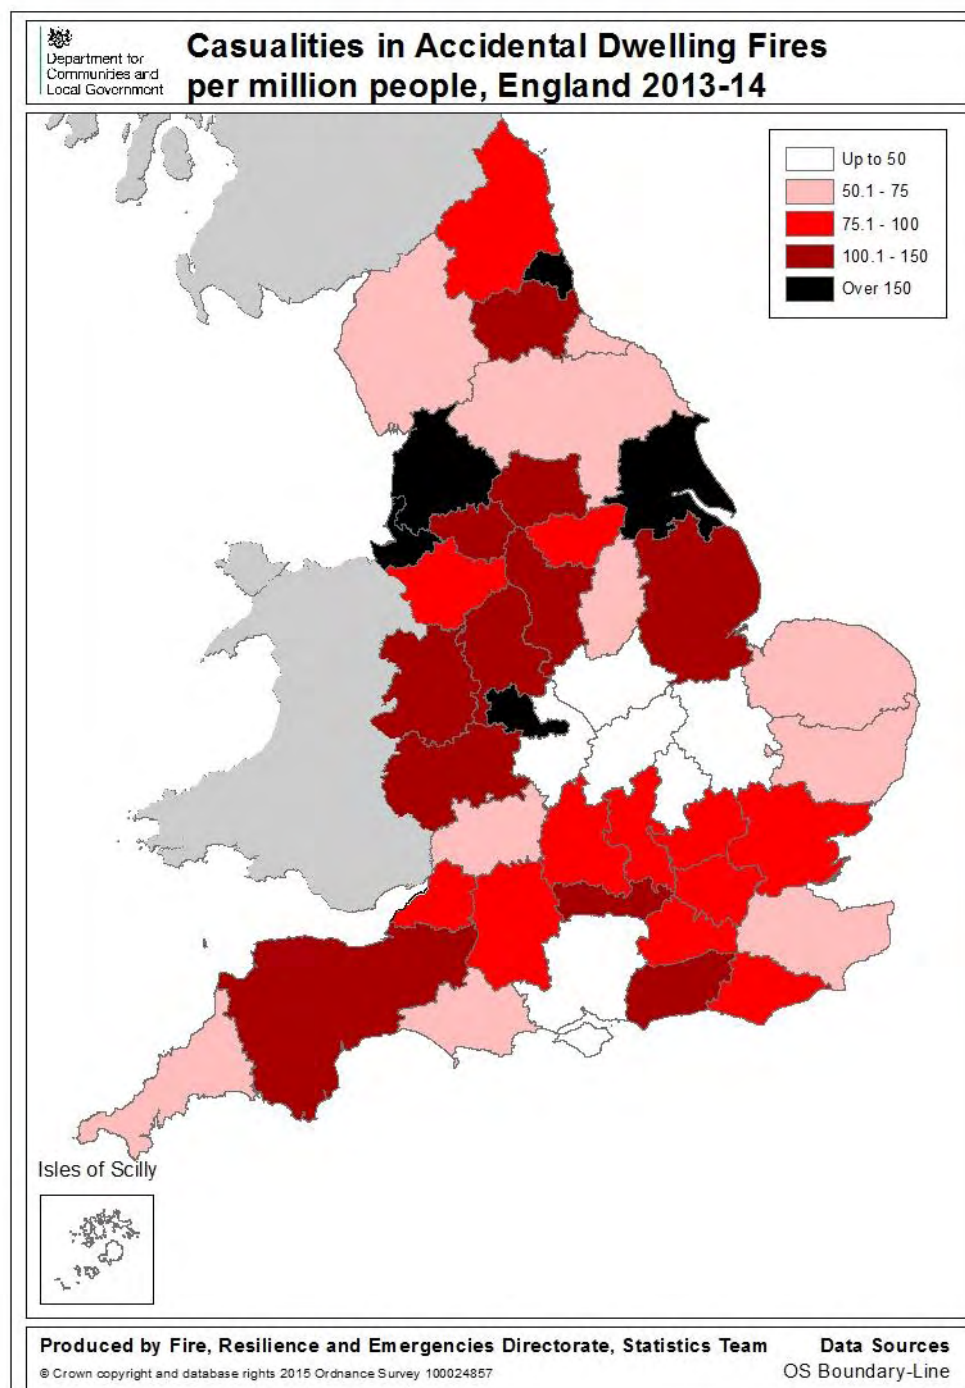 Department for
Communities and
Local Government
Casualities in Accidental Dwelling Fires
per million people, England 2013-14
Up to 50
50.1 - 75
75.1 - 100
100.1 - 150
Over 150
Isles of Scilly
Produced by Fire, Resilience and Emergencies Directorate, Statistics Team
Data Sources
© Crown copyright and database rights 2015 Ordnance Survey 100024857
OS Boundary-Line